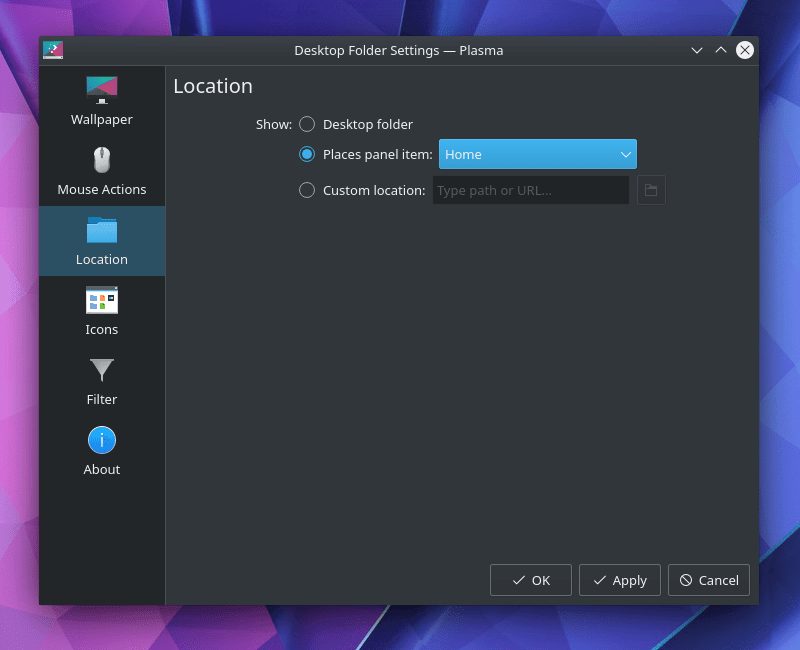 Desktop Folder Settings — Plasma
Wallpaper
Mouse Actions
Location
Icons
Filter
About
Location
Show:
Desktop folder
Places panel item: Home
Custom location: Type path or URL...
OK
Apply
Cancel